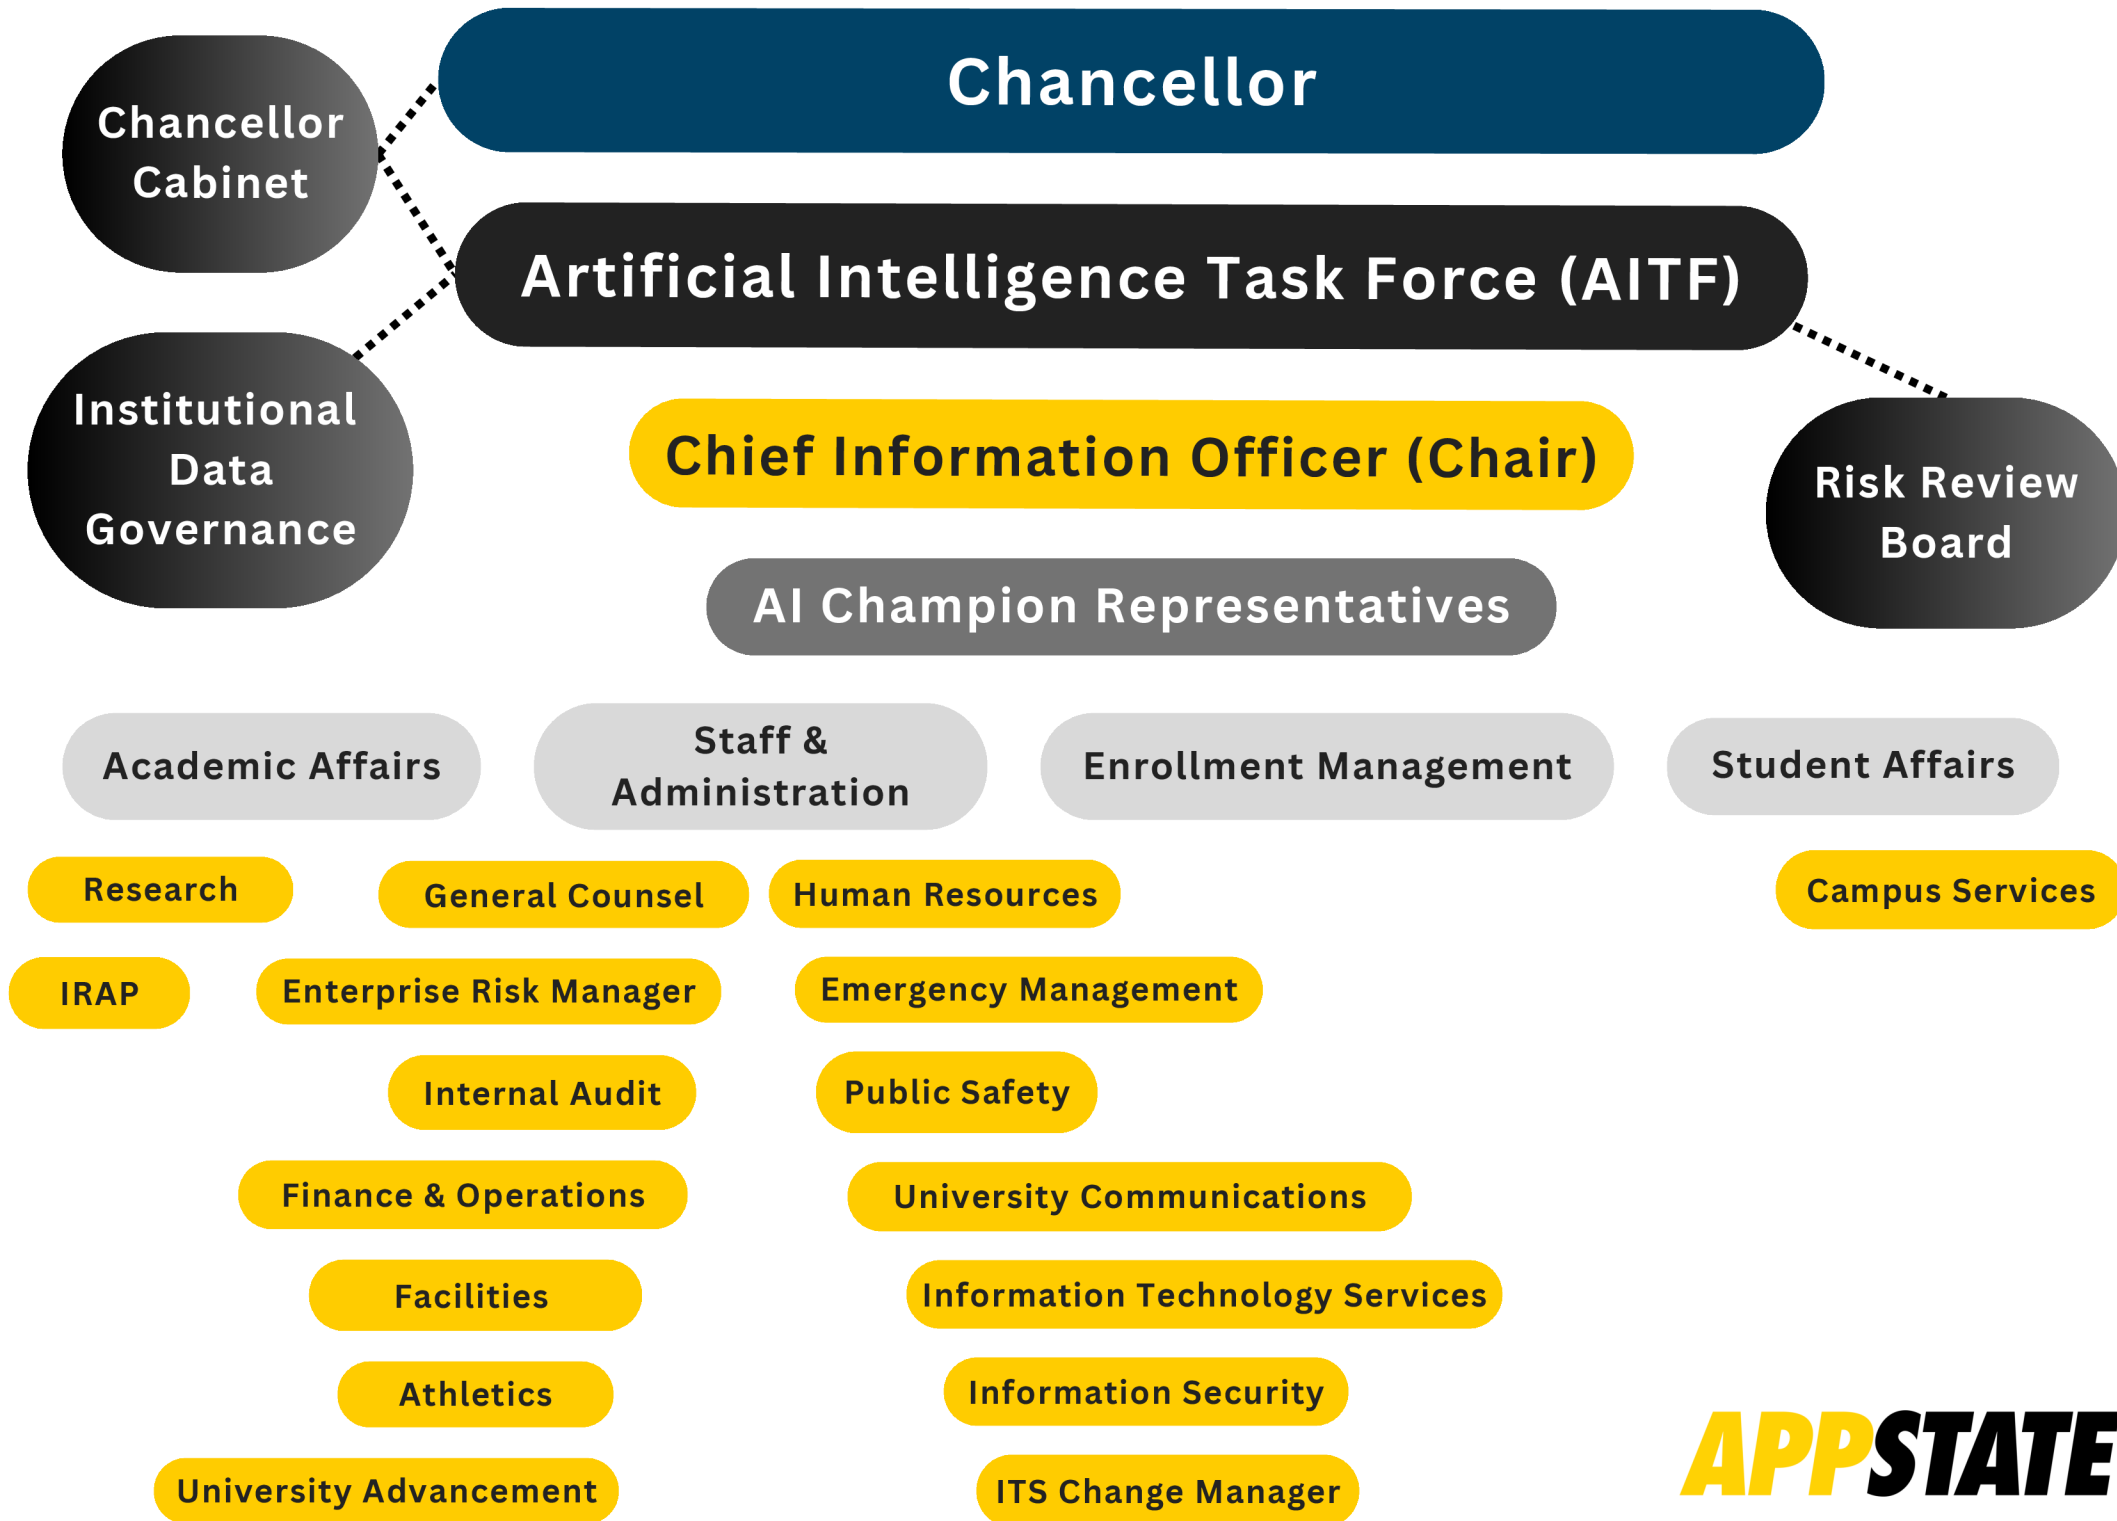 Chancellor
Chancellor
Cabinet
Artificial Intelligence Task Force (AITF)
Institutional
Data
Governance
Chief Information Officer (Chair)
Risk Review
Board
AI Champion Representatives
Academic Affairs
Staff &
Administration
Enrollment Management
Student Affairs
Research
General Counsel
Human Resources
Campus Services
IRAP
Enterprise Risk Manager
Emergency Management
Internal Audit
Public Safety
Finance & Operations
University Communications
Facilities
Information Technology Services
Athletics
Information Security
University Advancement
ITS Change Manager
APPSTATE